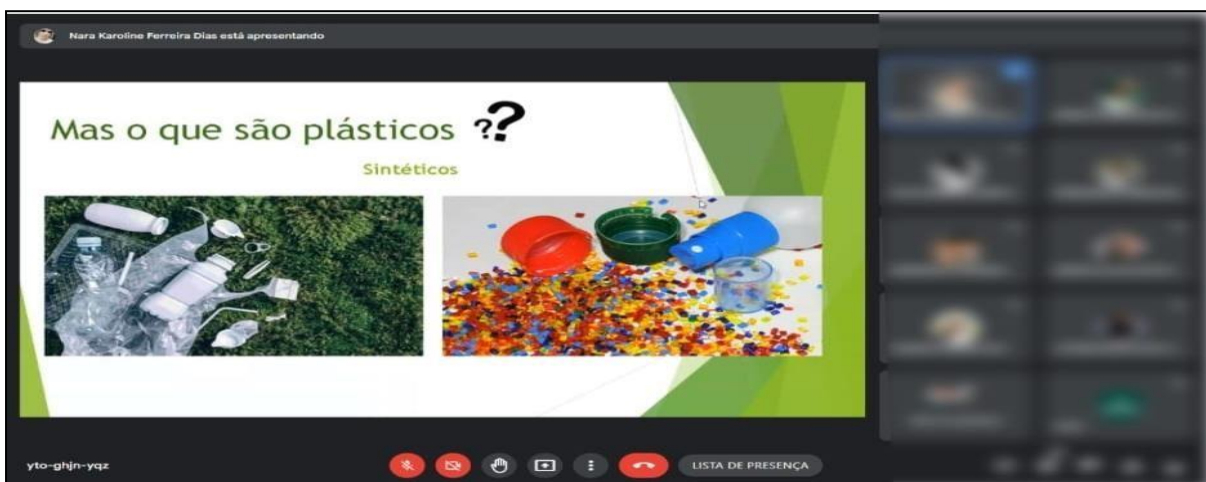 Nara Karoline Ferreira Dias está apresentando
Mas o que são plásticos ??
Sintéticos
yto-ghjn-yqz
LISTA DE PRESENÇA